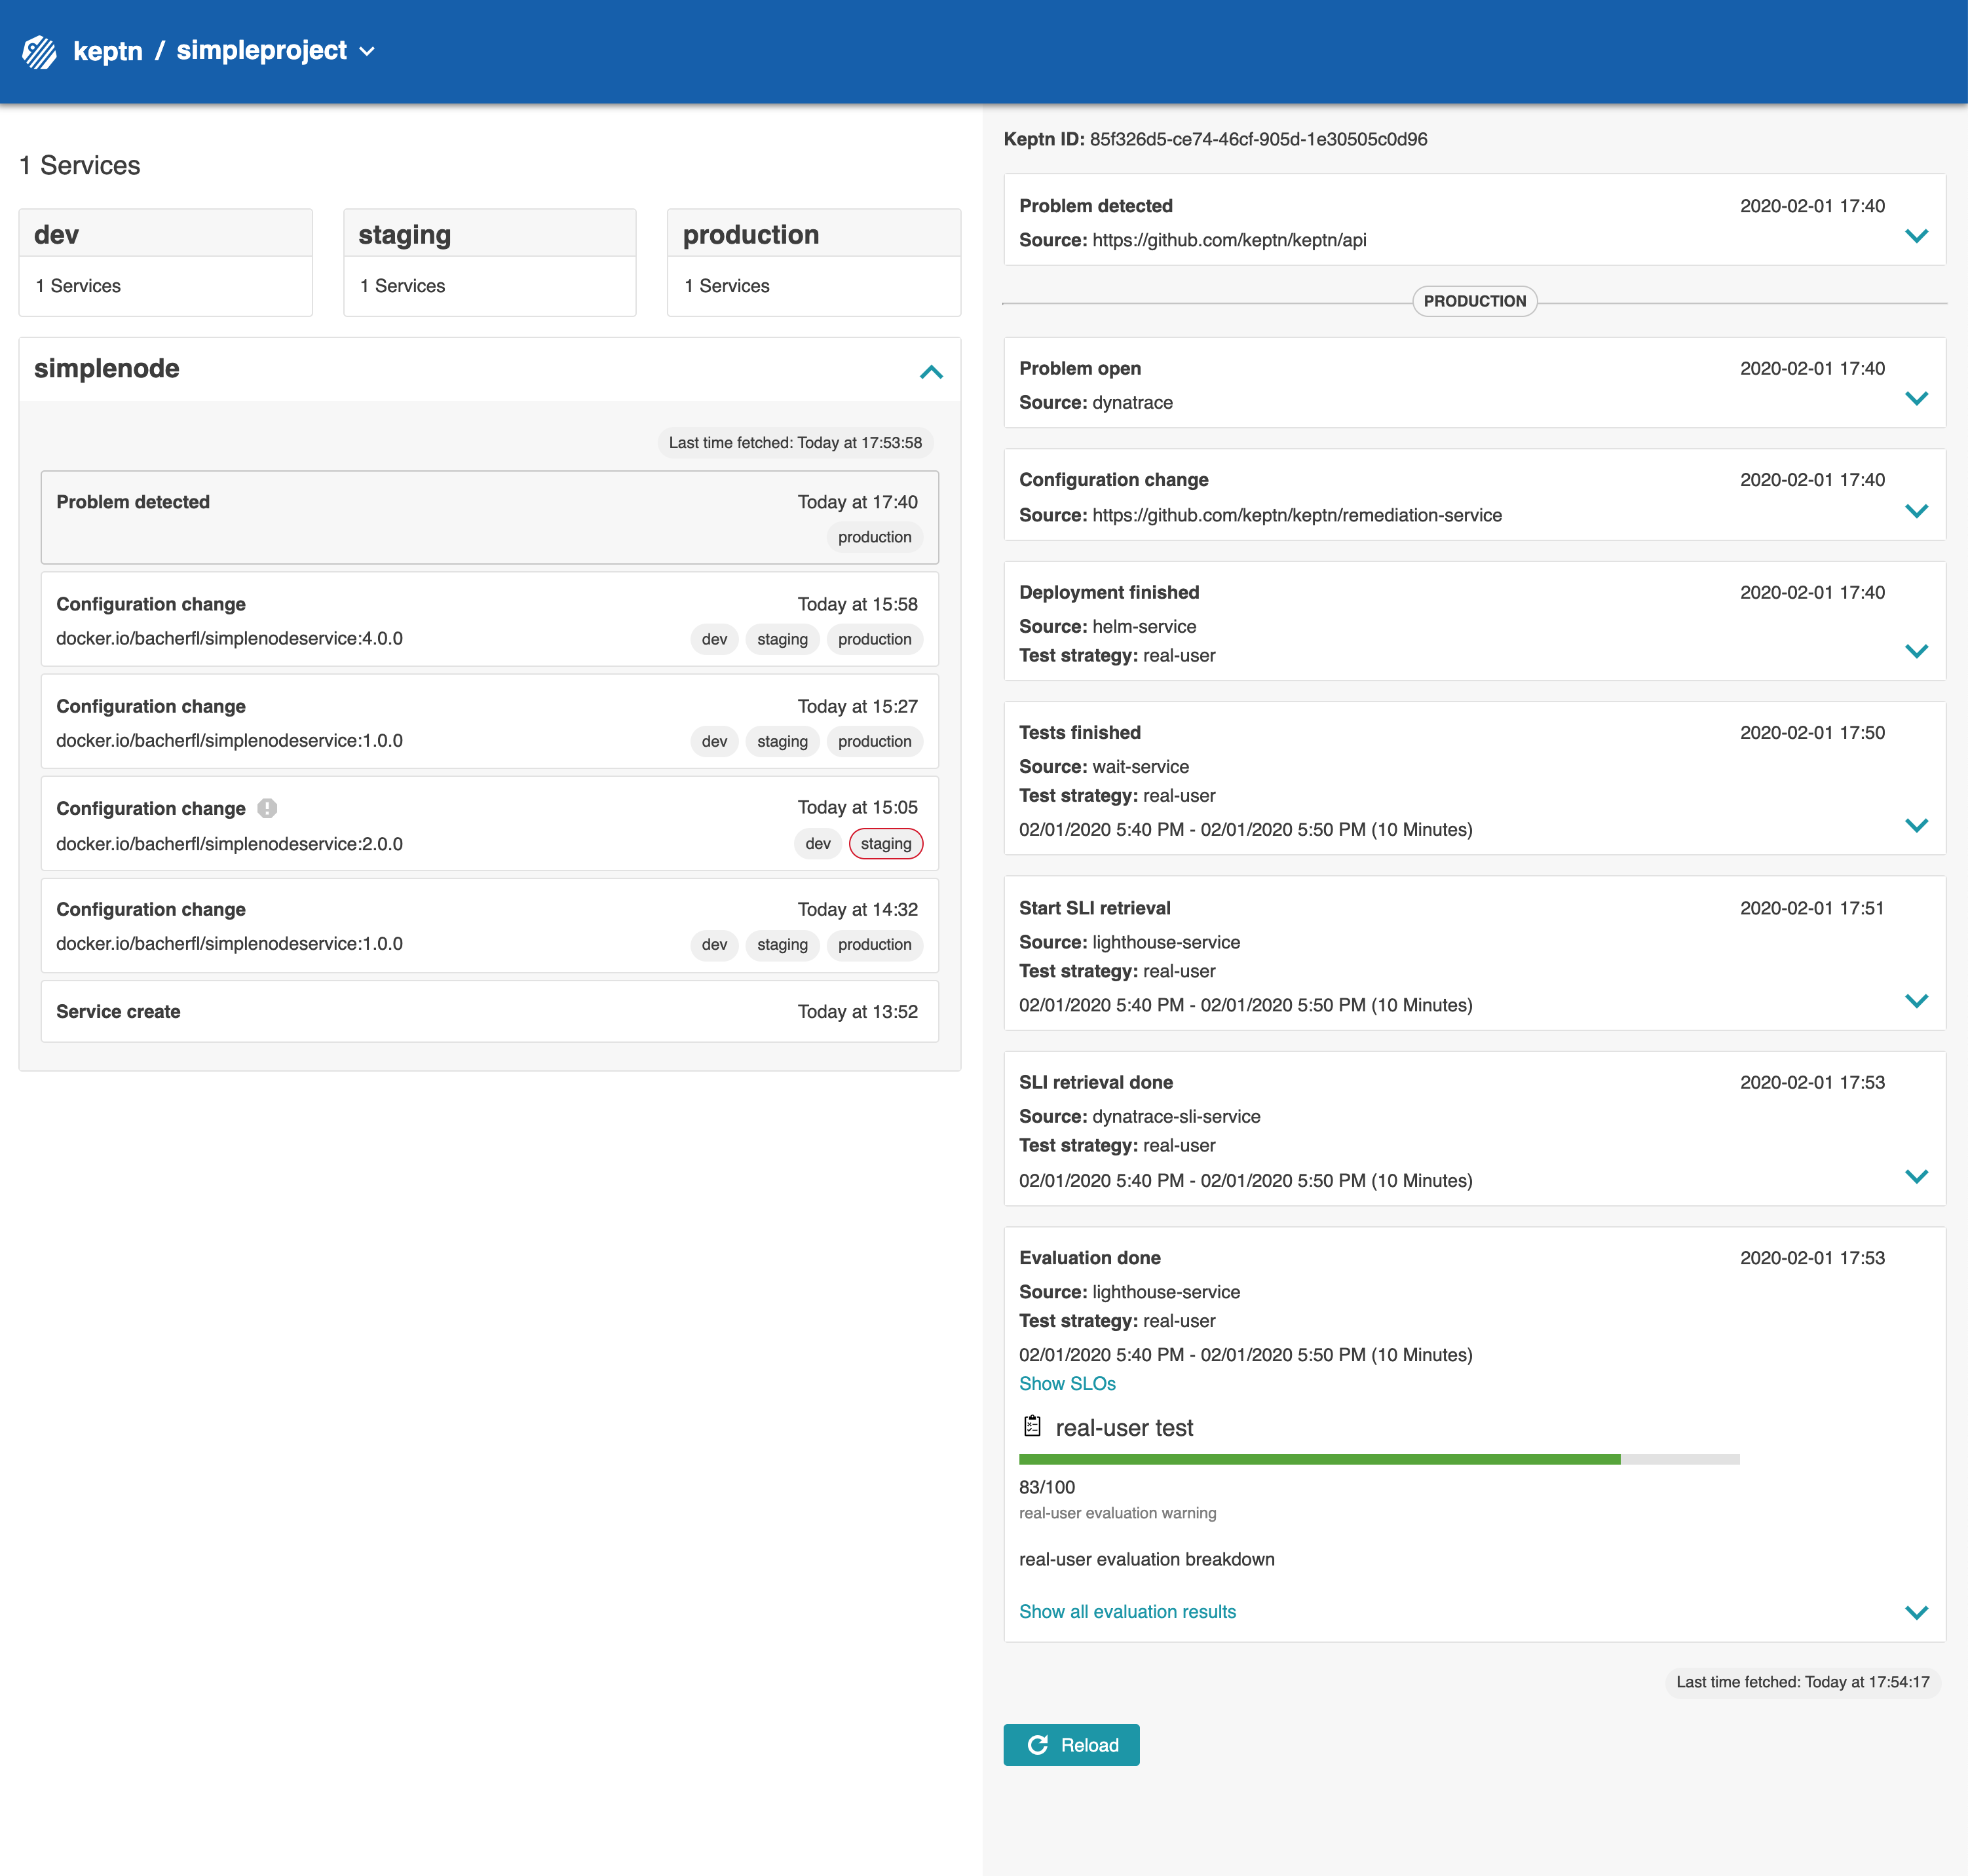 keptn / simpleproject
1 Services
dev
1 Services
staging
1 Services
production
1 Services
simplenode
Last time fetched: Today at 17:53:58
Problem detected Today at 17:40
production
Configuration change Today at 15:58
docker.io/bacherfl/simplenodeservice:4.0.0 dev staging production
Configuration change Today at 15:27
docker.io/bacherfl/simplenodeservice:1.0.0 dev staging production
Configuration change Today at 15:05
docker.io/bacherfl/simplenodeservice:2.0.0 dev staging
Configuration change Today at 14:32
docker.io/bacherfl/simplenodeservice:1.0.0 dev staging production
Service create Today at 13:52
Keptn ID: 85f326d5-ce74-46cf-905d-1e30505c0d96
Problem detected 2020-02-01 17:40
Source: https://github.com/keptn/keptn/api
PRODUCTION
Problem open 2020-02-01 17:40
Source: dynatrace
Configuration change 2020-02-01 17:40
Source: https://github.com/keptn/keptn/remediation-service
Deployment finished 2020-02-01 17:40
Source: helm-service
Test strategy: real-user
Tests finished 2020-02-01 17:50
Source: wait-service
Test strategy: real-user
02/01/2020 5:40 PM - 02/01/2020 5:50 PM (10 Minutes)
Start SLI retrieval 2020-02-01 17:51
Source: lighthouse-service
Test strategy: real-user
02/01/2020 5:40 PM - 02/01/2020 5:50 PM (10 Minutes)
SLI retrieval done 2020-02-01 17:53
Source: dynatrace-sli-service
Test strategy: real-user
02/01/2020 5:40 PM - 02/01/2020 5:50 PM (10 Minutes)
Evaluation done 2020-02-01 17:53
Source: lighthouse-service
Test strategy: real-user
02/01/2020 5:40 PM - 02/01/2020 5:50 PM (10 Minutes)
Show SLOs
real-user test
83/100
real-user evaluation warning
real-user evaluation breakdown
Show all evaluation results
Last time fetched: Today at 17:54:17
Reload